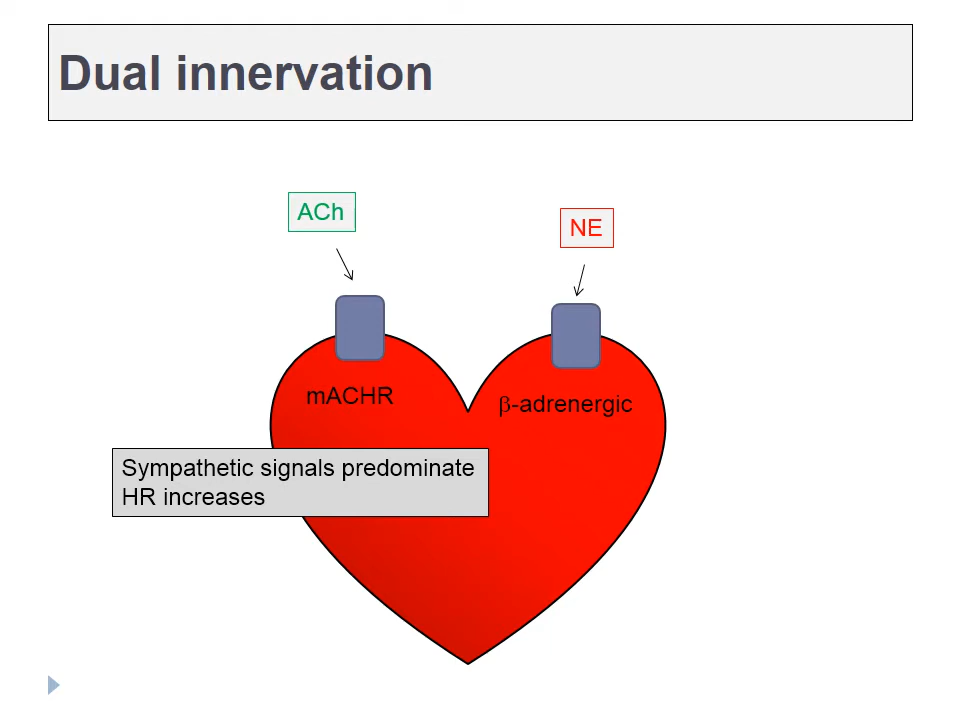 Dual innervation
ACh
NE
mACHR
β-adrenergic
Sympathetic signals predominate
HR increases